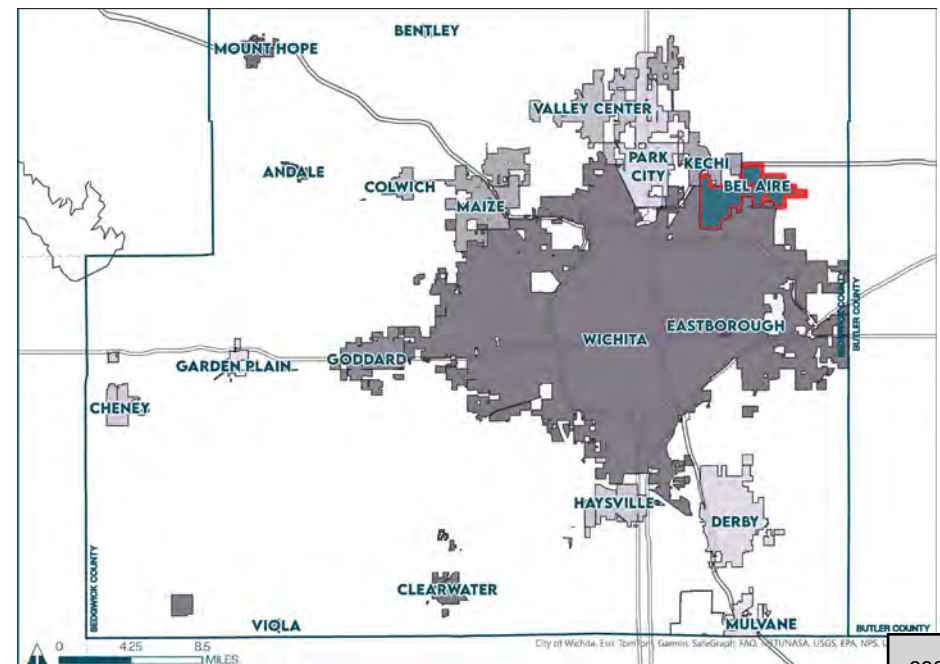 BENTLEY
MOUNT HOPE
VALLEY CENTER
PARK
CITY
KECHI
ANDALE
COLWICH
BEL AIRE
MAIZE
SEDGWICK COUNTY
BUTLER COUNTY
EASTBOROUGH
WICHITA
GODDARD
GARDEN PLAIN
CHENEY
HAYSVILLE
DERBY
SEDGWICK COUNTY
CLEARWATER
VIOLA
MULVANE
BUTLER COUNTY
0 4.25 8.5
MILES
City of Wichita, Esri, TomTom, Garmin, SafeGraph, FAO, METI/NASA, USGS, EPA, NPS,